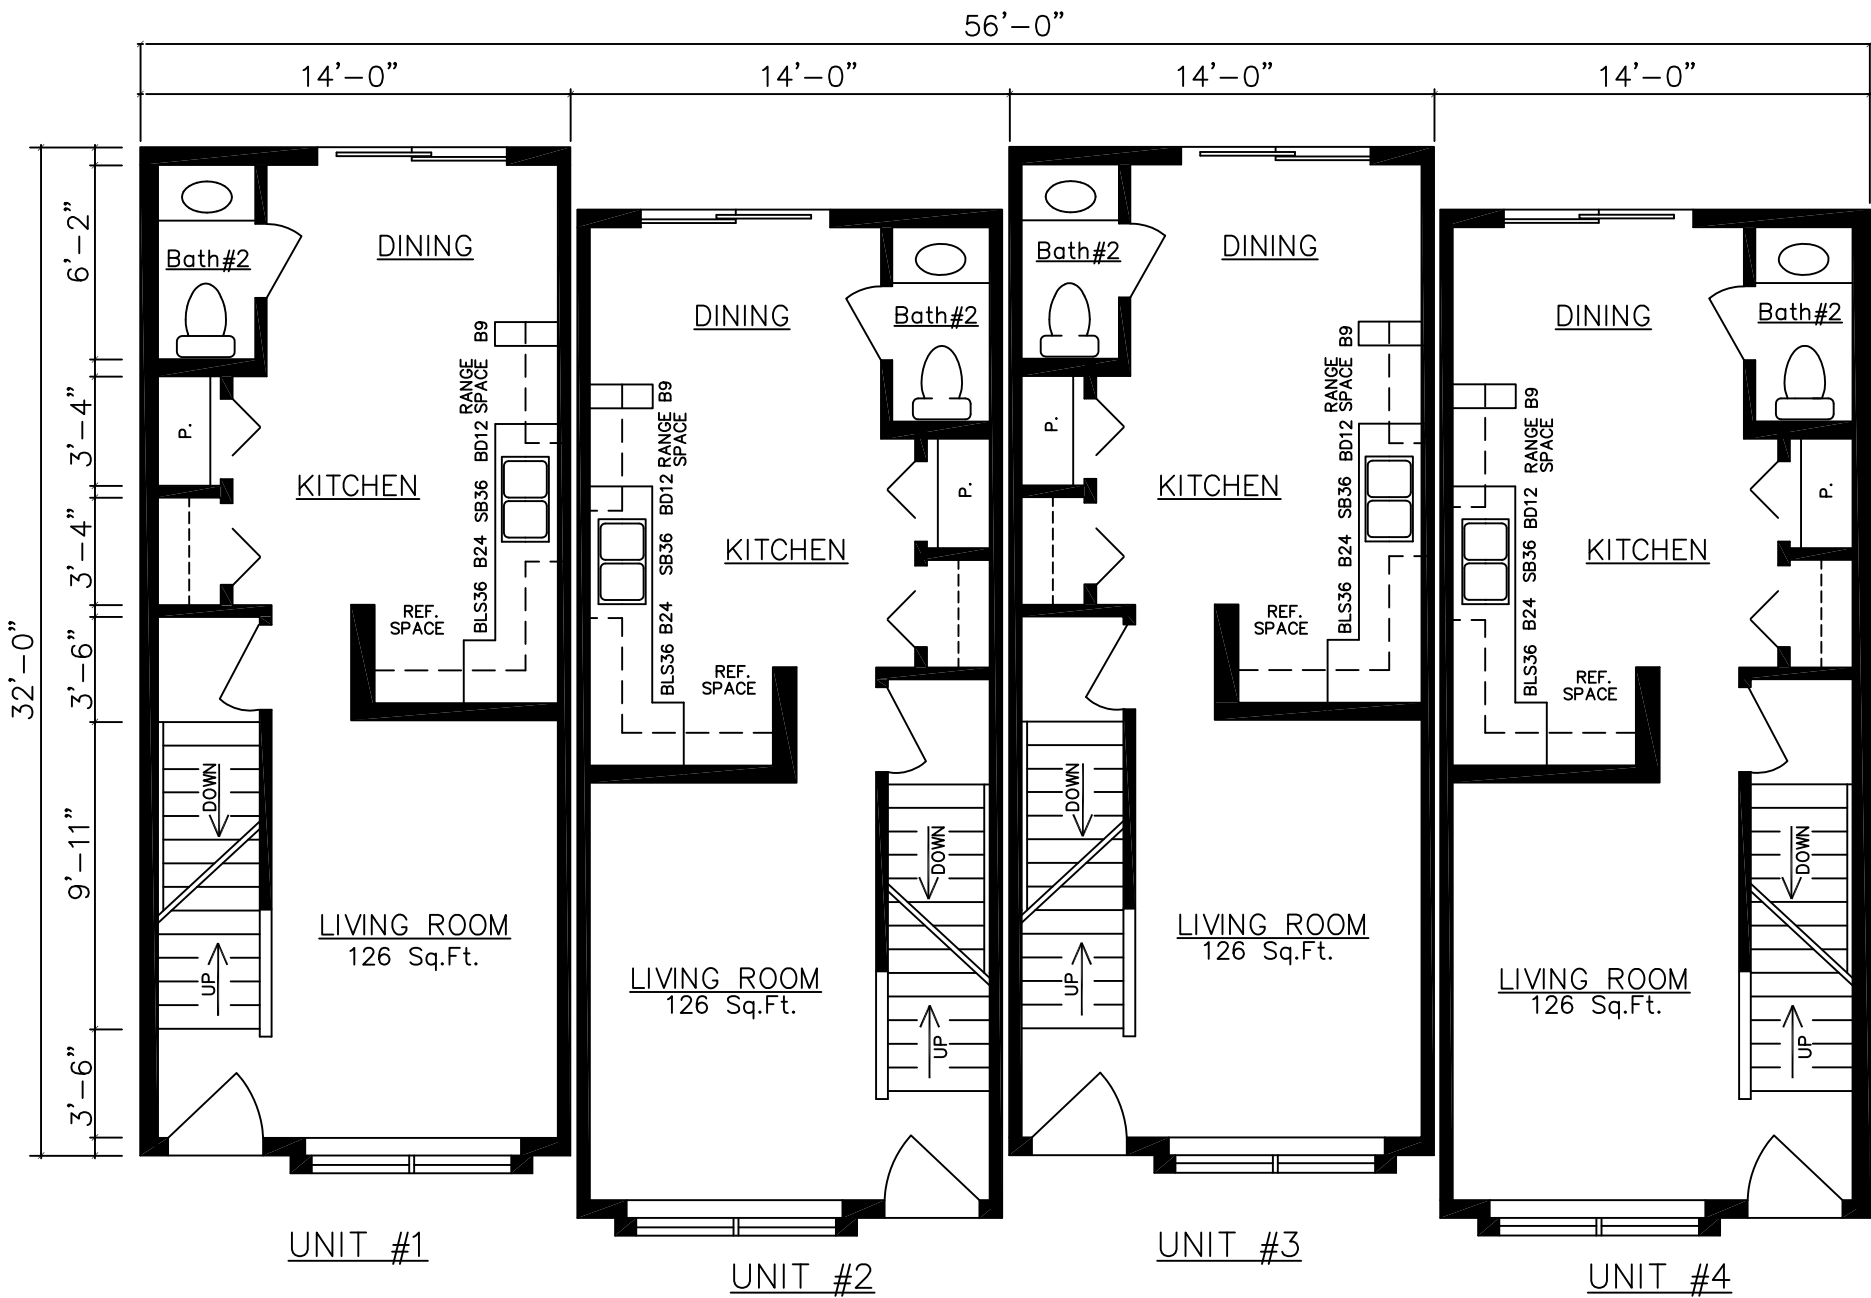 56'-0"
14'-0"
14'-0"
14'-0"
14'-0"
32'-0"
6'-2"
3'-4"
3'-4"
3'-6"
9'-11"
3'-6"
Bath#2
DINING
B9
RANGE
SPACE
BD12
SB36
B24
BLS36
P.
KITCHEN
REF.
SPACE
DOWN
UP
LIVING ROOM
126 Sq.Ft.
UNIT #1
DINING
Bath#2
B9
RANGE
SPACE
BD12
SB36
B24
BLS36
P.
KITCHEN
REF.
SPACE
DOWN
UP
LIVING ROOM
126 Sq.Ft.
UNIT #2
Bath#2
DINING
B9
RANGE
SPACE
BD12
SB36
B24
BLS36
P.
KITCHEN
REF.
SPACE
DOWN
UP
LIVING ROOM
126 Sq.Ft.
UNIT #3
DINING
Bath#2
B9
RANGE
SPACE
BD12
SB36
B24
BLS36
P.
KITCHEN
REF.
SPACE
DOWN
UP
LIVING ROOM
126 Sq.Ft.
UNIT #4